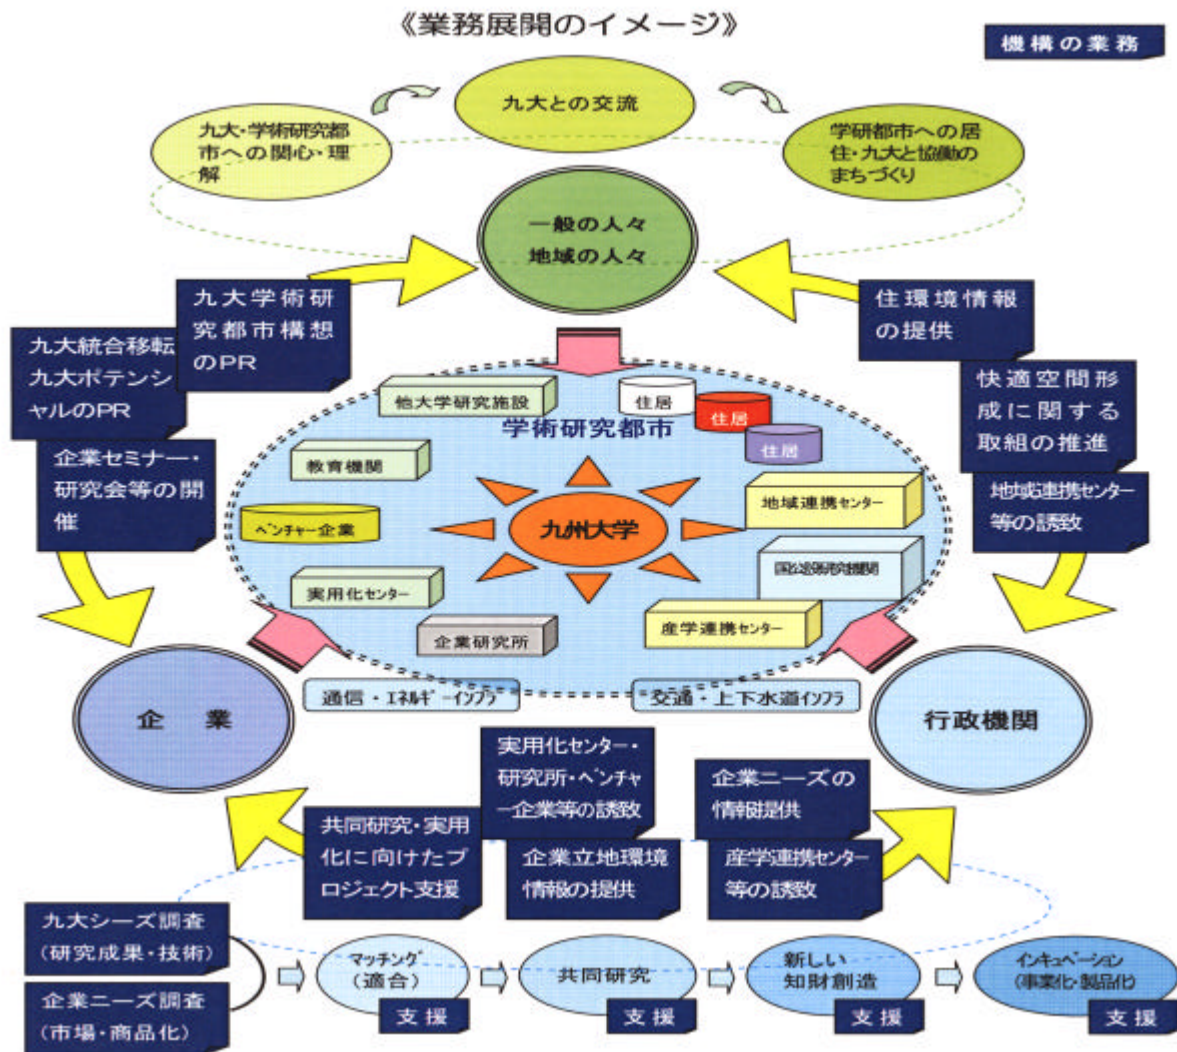 《業務展開のイメージ》
機構の業務
九大との交流
九大・学術研究都
市への関心・理
解
学研都市への居
住・九大と協働の
まちづくり
一般の人々
地域の人々
九大学術研
究都市構想
のPR
住環境情報
の提供
九大統合移転
九大ポテンシ
ャルのPR
快適空間形
成に関する
取組の推進
企業セミナー・
研究会等の開
催
地域連携センター
等の誘致
他大学研究施設
住居
住居
住居
学術研究都市
教育機関
地域連携センター
ベンチャー企業
九州大学
国公設研究機関
実用化センター
産学連携センター
企業研究所
通信・エネルギーインフラ
交通・上下水道インフラ
企 業
行政機関
実用化センター・
研究所・ベンチャ
ー企業等の誘致
企業ニーズの
情報提供
共同研究・実用
化に向けたプ
ロジェクト支援
企業立地環境
情報の提供
産学連携センター
等の誘致
九大シーズ調査
(研究成果・技術)
企業ニーズ調査
(市場・商品化)
マッチング
(適合)
支援
共同研究
支援
新しい
知財創造
支援
インキュベーション
(事業化・製品化)
支援